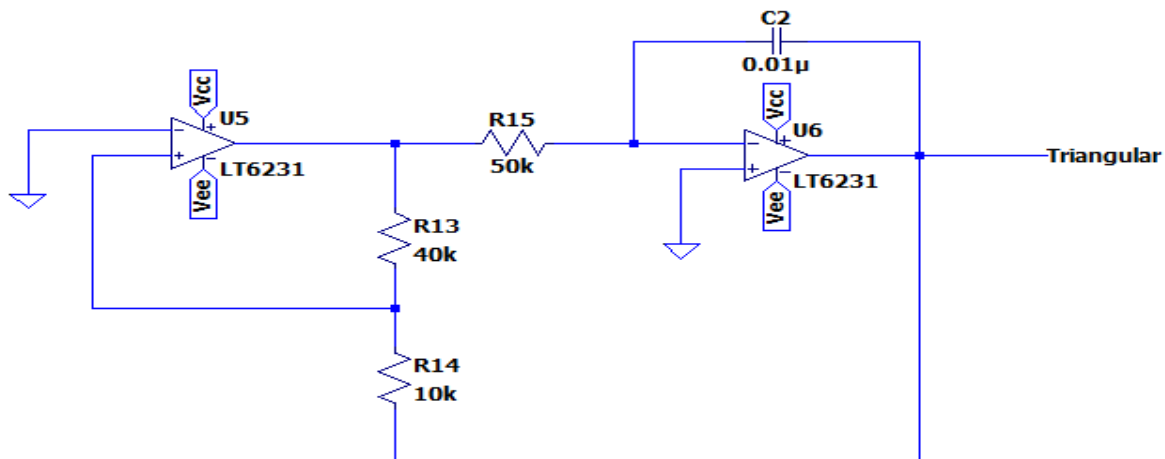 C2
0.01µ
Vcc
U5
+
−
+
−
LT6231
Vee
R15
50k
Vcc
U6
+
−
+
−
LT6231
Vee
Triangular
R13
40k
R14
10k